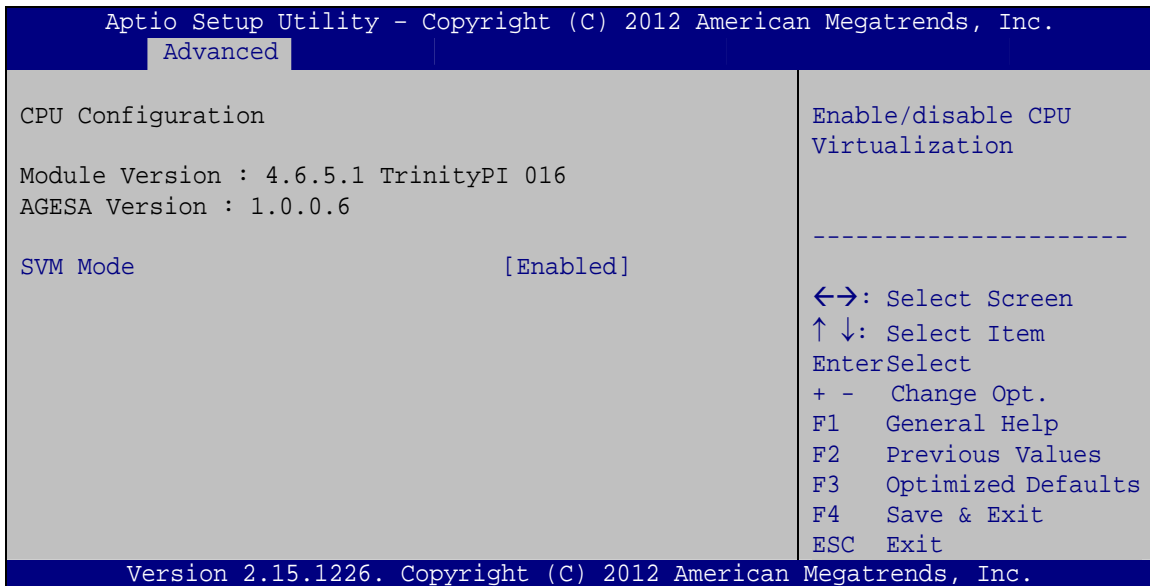 Aptio Setup Utility – Copyright (C) 2012 American Megatrends, Inc.
Advanced
CPU Configuration
Module Version : 4.6.5.1 TrinityPI 016
AGESA Version : 1.0.0.6
SVM Mode [Enabled]
Enable/disable CPU
Virtualization
----------------------
←→: Select Screen
↑ ↓: Select Item
EnterSelect
+ - Change Opt.
F1 General Help
F2 Previous Values
F3 Optimized Defaults
F4 Save & Exit
ESC Exit
Version 2.15.1226. Copyright (C) 2012 American Megatrends, Inc.